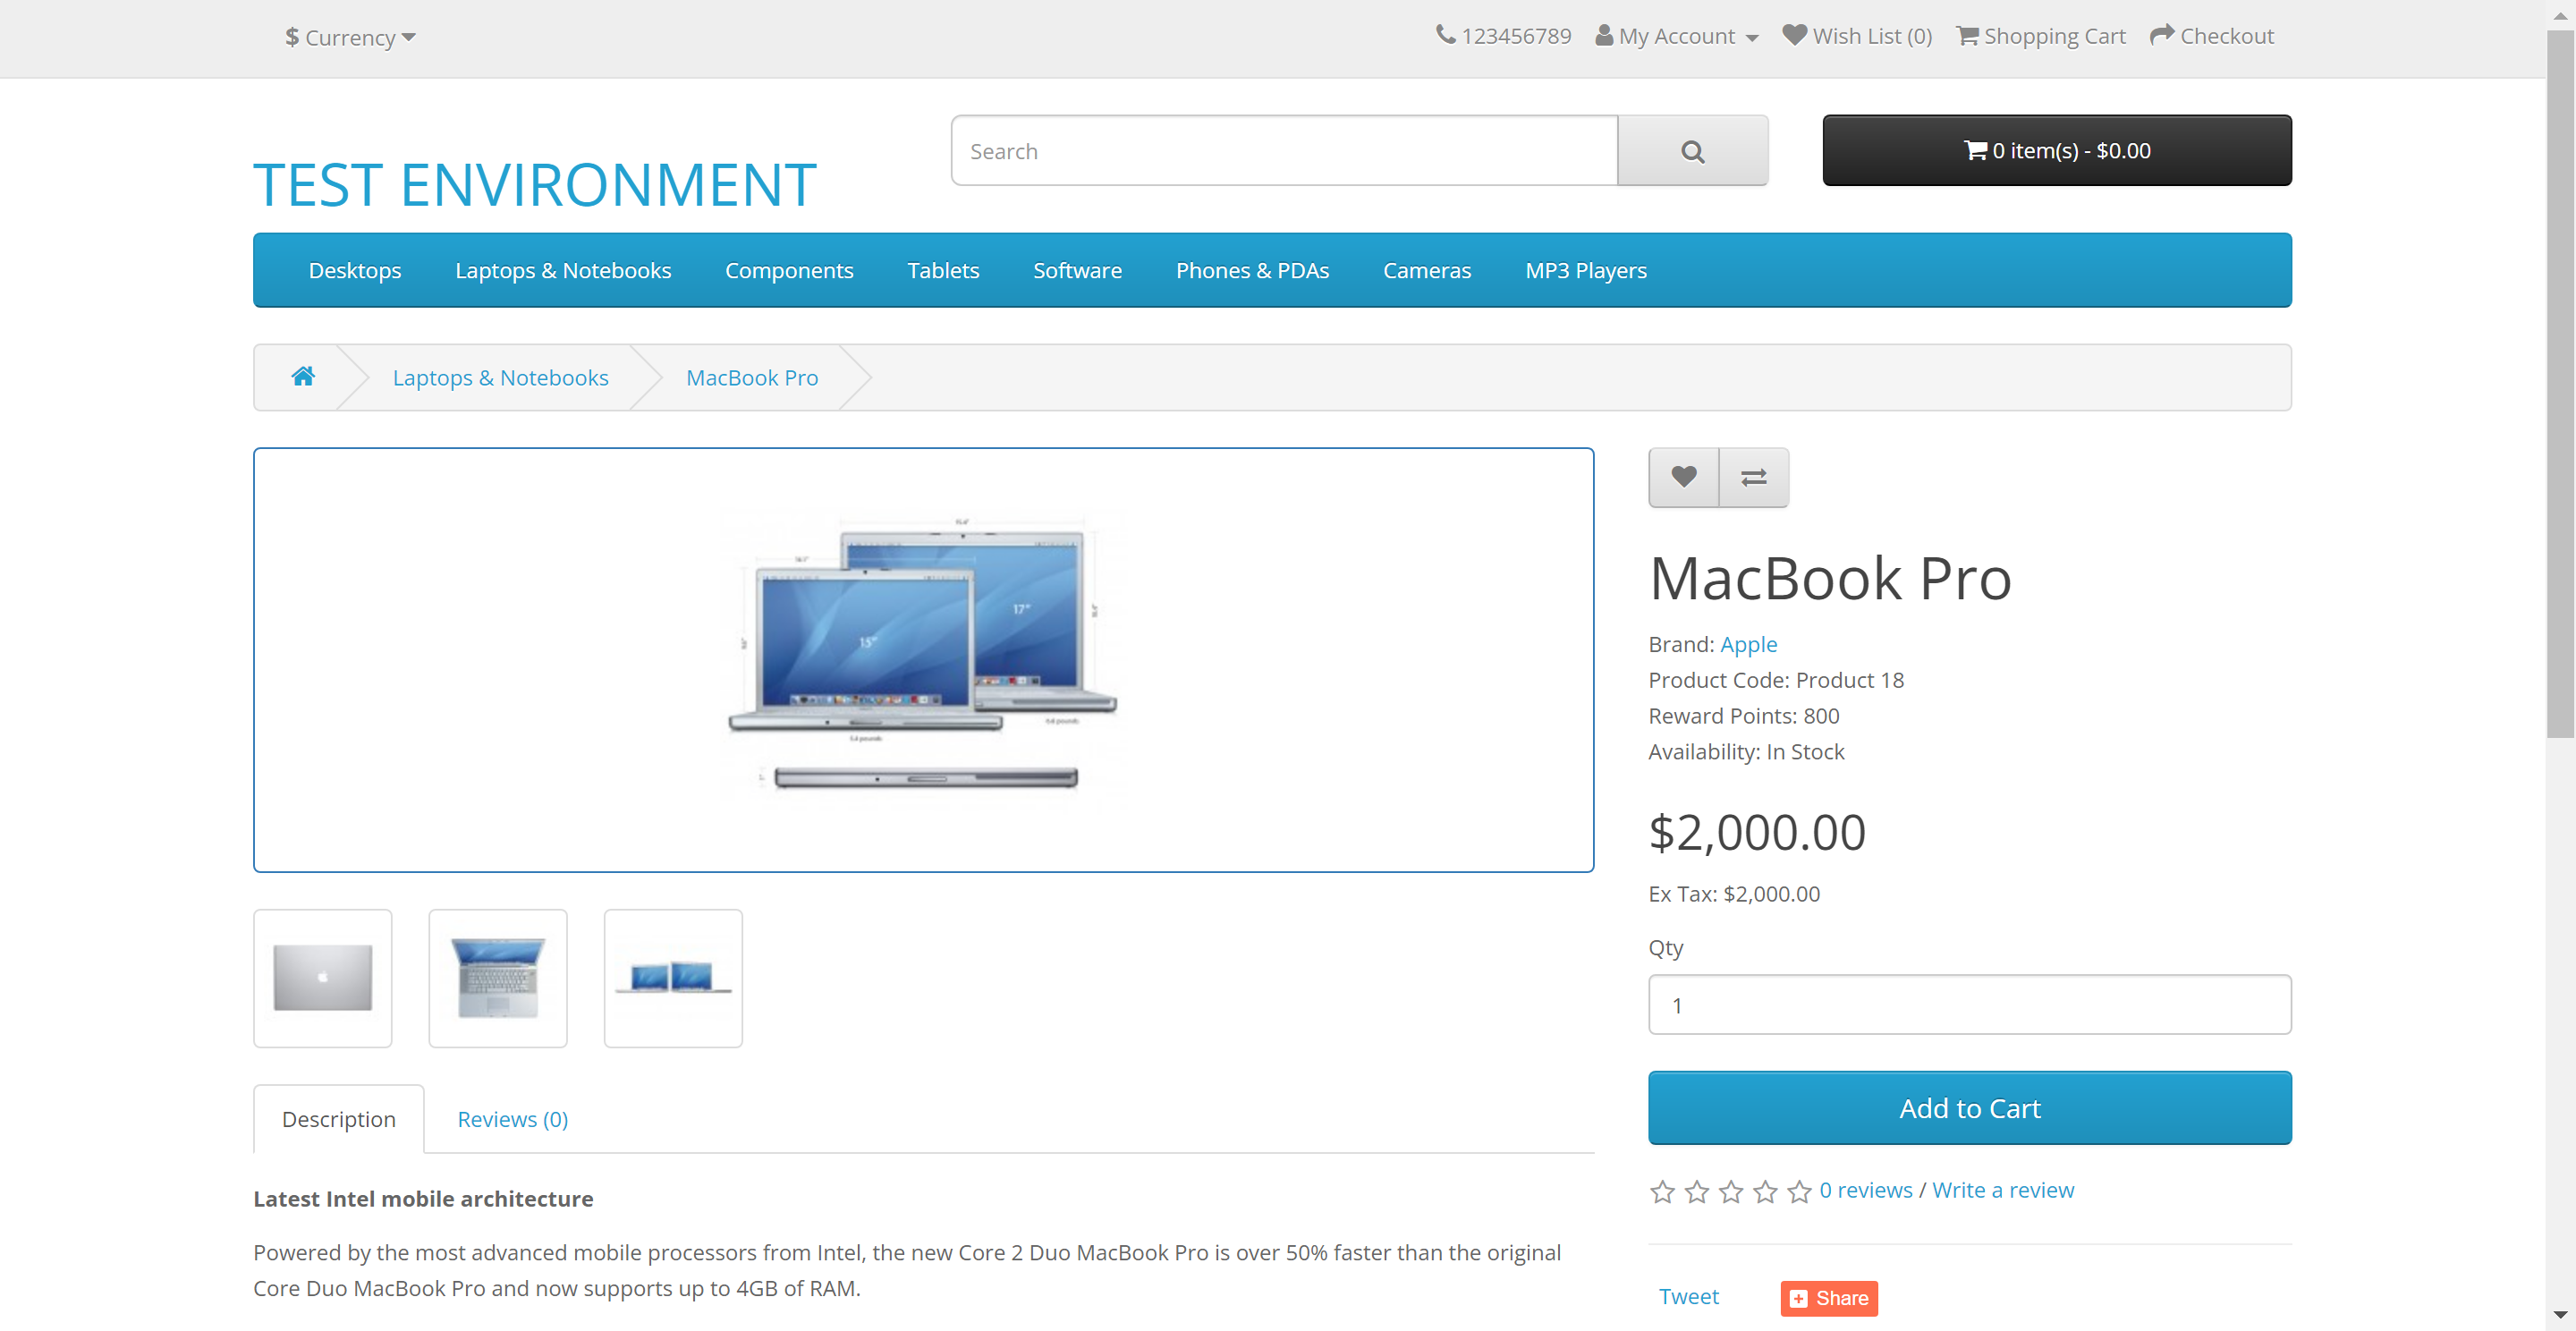 $ Currency
123456789 My Account Wish List (0) Shopping Cart Checkout
TEST ENVIRONMENT
Search
0 item(s) - $0.00
Desktops Laptops & Notebooks Components Tablets Software Phones & PDAs Cameras MP3 Players
Laptops & Notebooks MacBook Pro
15"
17"
MacBook Pro
Brand: Apple
Product Code: Product 18
Reward Points: 800
Availability: In Stock
$2,000.00
Ex Tax: $2,000.00
Qty
1
Add to Cart
0 reviews / Write a review
Tweet
Share
Description Reviews (0)
Latest Intel mobile architecture
Powered by the most advanced mobile processors from Intel, the new Core 2 Duo MacBook Pro is over 50% faster than the original
Core Duo MacBook Pro and now supports up to 4GB of RAM.